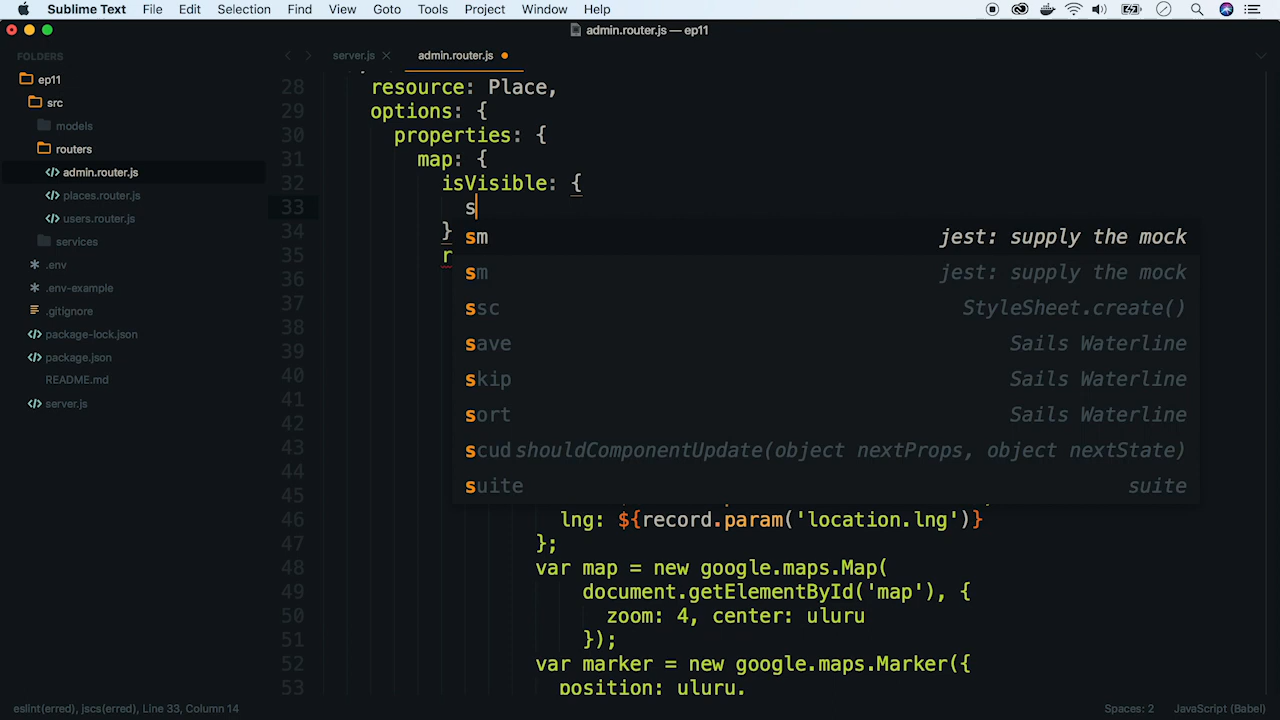 Sublime Text File Edit Selection Find View Goto Tools Project Window Help
admin.router.js — ep11
FOLDERS
ep11
src
models
routers
admin.router.js
places.router.js
users.router.js
services
.env
.env-example
.gitignore
package-lock.json
package.json
README.md
server.js
server.js admin.router.js
28 resource: Place,
29 options: {
30 properties: {
31 map: {
32 isVisible: {
33 s
34 }
35 r
36
37
38
39
40
41
42
43
44
45
sm jest: supply the mock
sm jest: supply the mock
ssc StyleSheet.create()
save Sails Waterline
skip Sails Waterline
sort Sails Waterline
scud shouldComponentUpdate(object nextProps, object nextState)
suite suite
46 lng: ${record.param('location.lng')}
47 };
48 var map = new google.maps.Map(
49 document.getElementById('map'), {
50 zoom: 4, center: uluru
51 });
52 var marker = new google.maps.Marker({
53 position: uluru,
eslint(erred), jscs(erred), Line 33, Column 14
Spaces: 2 JavaScript (Babel)